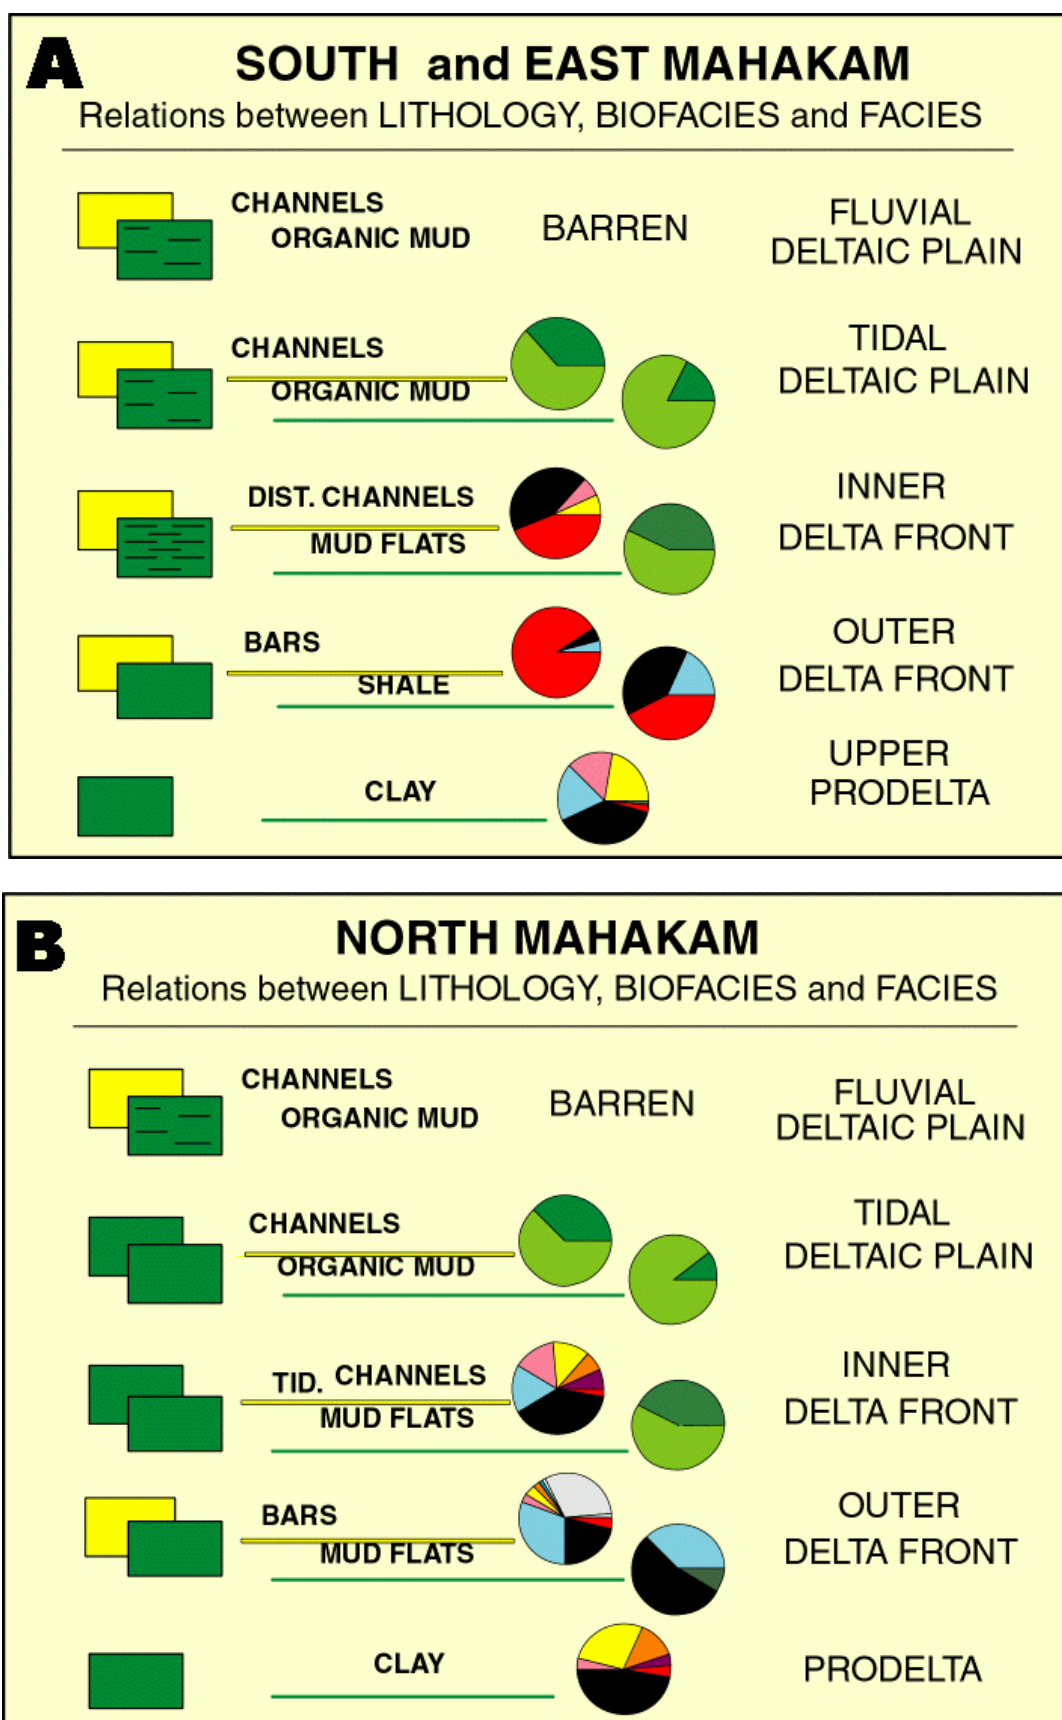 A
SOUTH and EAST MAHAKAM
Relations between LITHOLOGY, BIOFACIES and FACIES
CHANNELS
ORGANIC MUD
BARREN
FLUVIAL
DELTAIC PLAIN
CHANNELS
ORGANIC MUD
TIDAL
DELTAIC PLAIN
DIST. CHANNELS
MUD FLATS
INNER
DELTA FRONT
BARS
SHALE
OUTER
DELTA FRONT
CLAY
UPPER
PRODELTA
B
NORTH MAHAKAM
Relations between LITHOLOGY, BIOFACIES and FACIES
CHANNELS
ORGANIC MUD
BARREN
FLUVIAL
DELTAIC PLAIN
CHANNELS
ORGANIC MUD
TIDAL
DELTAIC PLAIN
TID. CHANNELS
MUD FLATS
INNER
DELTA FRONT
BARS
MUD FLATS
OUTER
DELTA FRONT
CLAY
PRODELTA